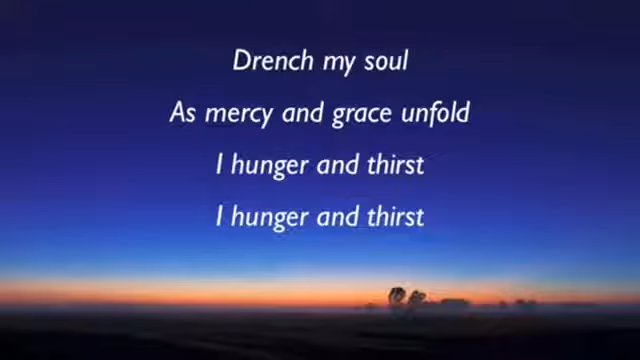 Drench my soul
As mercy and grace unfold
I hunger and thirst
I hunger and thirst